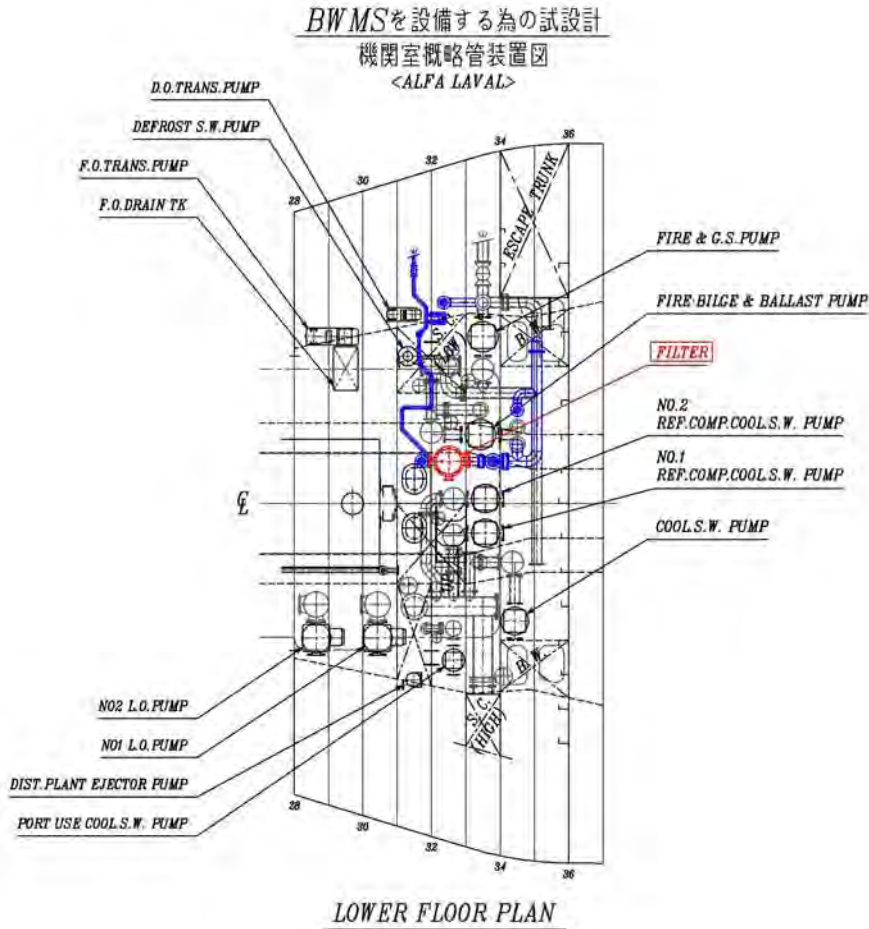 BWMSを設備する為の試設計
機関室概略管装置図
<ALFA LAVAL>
D.O.TRANS.PUMP
DEFROST S.W.PUMP
F.O.TRANS.PUMP
F.O.DRAIN TK
28
30
32
34
36
ESCAPE TRUNK
FIRE & G.S.PUMP
FIRE BILGE & BALLAST PUMP
FILTER
NO.2
REF.COMP.COOL.S.W. PUMP
NO.1
REF.COMP.COOL.S.W. PUMP
COOL.S.W. PUMP
S.C.
(LOW
B.W.
C L
UP
B.W.
S.C.
(HIGH)
NO2 L.O.PUMP
NO1 L.O.PUMP
DIST.PLANT EJECTOR PUMP
PORT USE COOL.S.W. PUMP
28
30
32
34
36
LOWER FLOOR PLAN